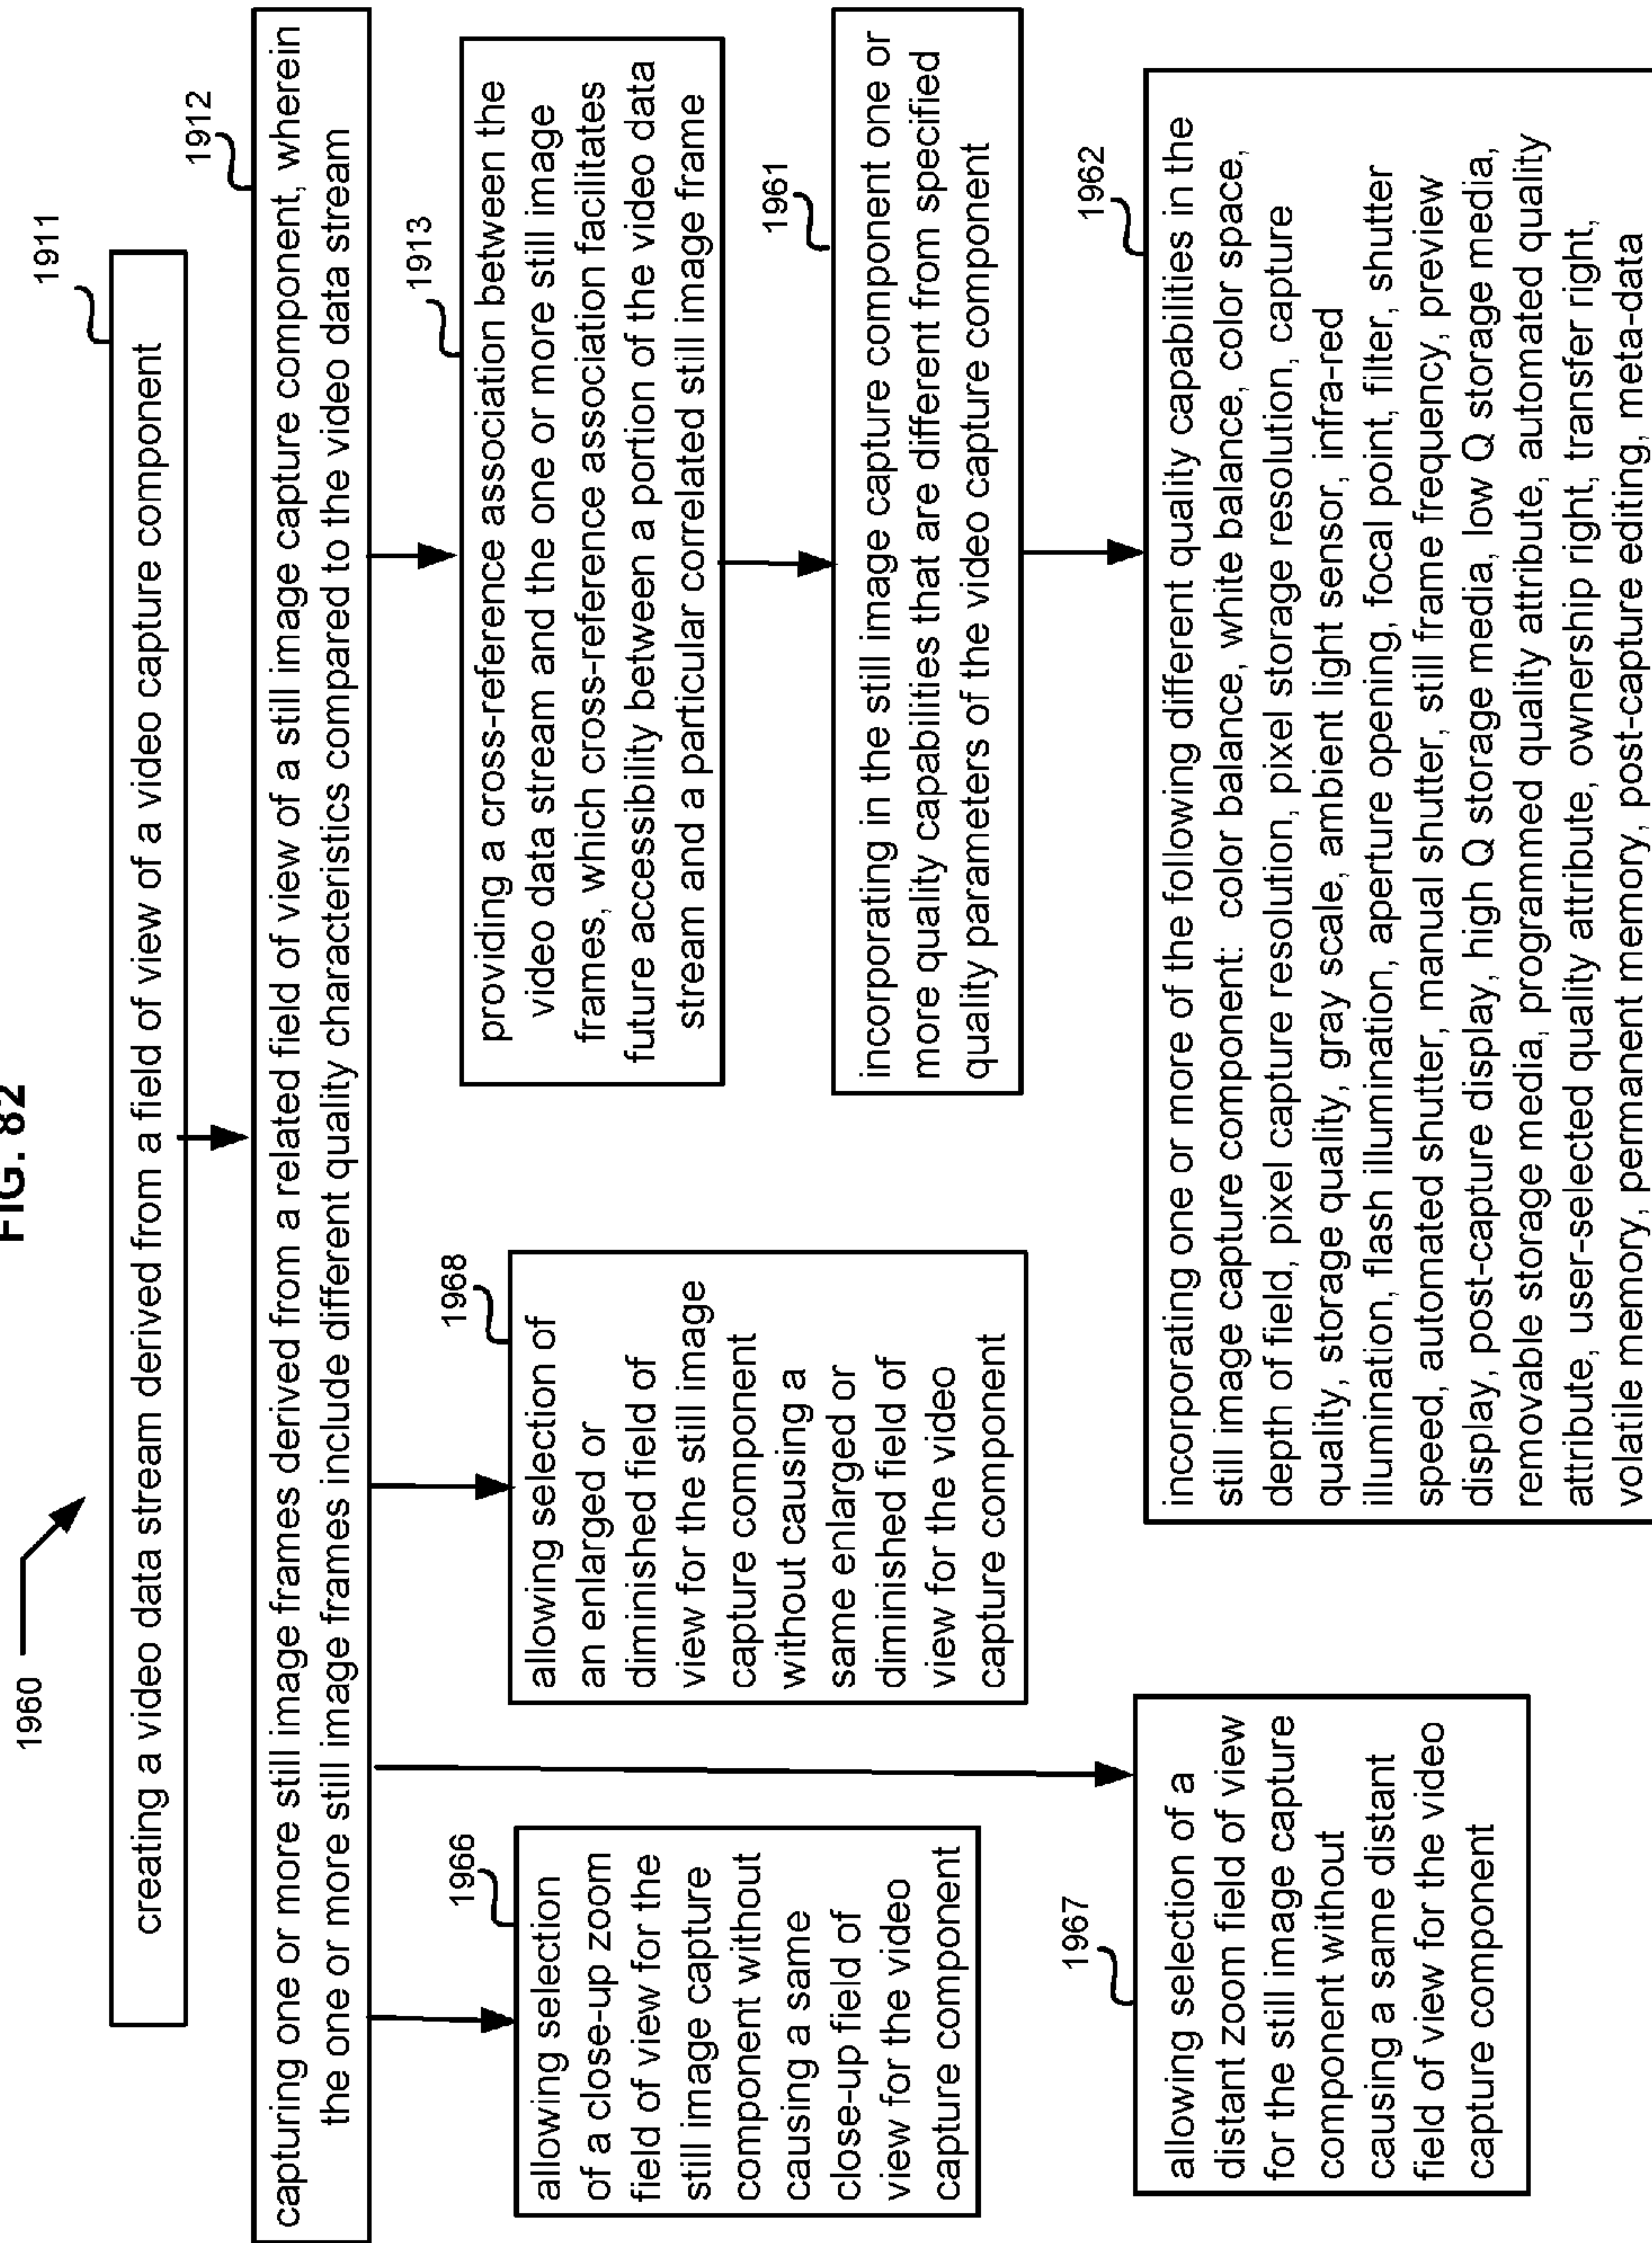 FIG. 82
1960
1911
creating a video data stream derived from a field of view of a video capture component
1912
capturing one or more still image frames derived from a related field of view of a still image capture component, wherein
the one or more still image frames include different quality characteristics compared to the video data stream
1966
allowing selection
of a close-up zoom
field of view for the
still image capture
component without
causing a same
close-up field of
view for the video
capture component
1968
allowing selection of
an enlarged or
diminished field of
view for the still image
capture component
without causing a
same enlarged or
diminished field of
view for the video
capture component
1913
providing a cross-reference association between the
video data stream and the one or more still image
frames, which cross-reference association facilitates
future accessibility between a portion of the video data
stream and a particular correlated still image frame
1961
incorporating in the still image capture component one or
more quality capabilities that are different from specified
quality parameters of the video capture component
1967
allowing selection of a
distant zoom field of view
for the still image capture
component without
causing a same distant
field of view for the video
capture component
1962
incorporating one or more of the following different quality capabilities in the
still image capture component: color balance, white balance, color space,
depth of field, pixel capture resolution, pixel storage resolution, capture
quality, storage quality, gray scale, ambient light sensor, infra-red
illumination, flash illumination, aperture opening, focal point, filter, shutter
speed, automated shutter, manual shutter, still frame frequency, preview
display, post-capture display, high Q storage media, low Q storage media,
removable storage media, programmed quality attribute, automated quality
attribute, user-selected quality attribute, ownership right, transfer right,
volatile memory, permanent memory, post-capture editing, meta-data